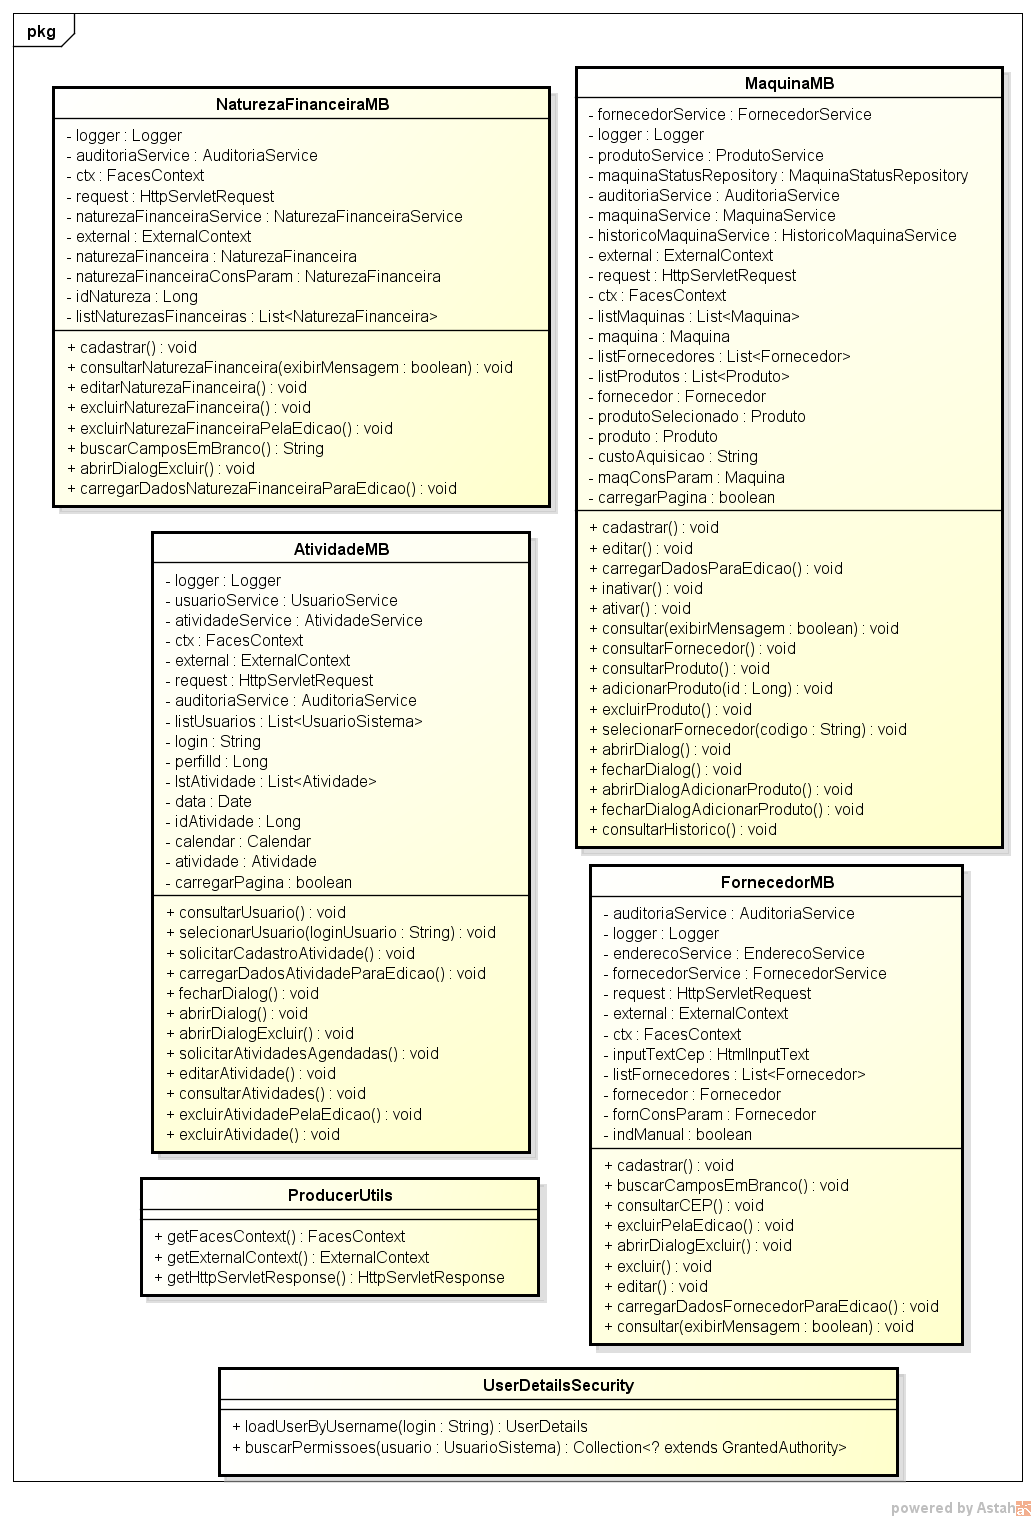 pkg
NaturezaFinanceiraMB
- logger : Logger
- auditoriaService : AuditoriaService
- ctx : FacesContext
- request : HttpServletRequest
- naturezaFinanceiraService : NaturezaFinanceiraService
- external : ExternalContext
- naturezaFinanceira : NaturezaFinanceira
- naturezaFinanceiraConsParam : NaturezaFinanceira
- idNatureza : Long
- listNaturezasFinanceiras : List<NaturezaFinanceira>
+ cadastrar() : void
+ consultarNaturezaFinanceira(exibirMensagem : boolean) : void
+ editarNaturezaFinanceira() : void
+ excluirNaturezaFinanceira() : void
+ excluirNaturezaFinanceiraPelaEdicao() : void
+ buscarCamposEmBranco() : String
+ abrirDialogExcluir() : void
+ carregarDadosNaturezaFinanceiraParaEdicao() : void
MaquinaMB
- fornecedorService : FornecedorService
- logger : Logger
- produtoService : ProdutoService
- maquinaStatusRepository : MaquinaStatusRepository
- auditoriaService : AuditoriaService
- maquinaService : MaquinaService
- historicoMaquinaService : HistoricoMaquinaService
- external : ExternalContext
- request : HttpServletRequest
- ctx : FacesContext
- listMaquinas : List<Maquina>
- maquina : Maquina
- listFornecedores : List<Fornecedor>
- listProdutos : List<Produto>
- fornecedor : Fornecedor
- produtoSelecionado : Produto
- produto : Produto
- custoAquisicao : String
- maqConsParam : Maquina
- carregarPagina : boolean
+ cadastrar() : void
+ editar() : void
+ carregarDadosParaEdicao() : void
+ inativar() : void
+ ativar() : void
+ consultar(exibirMensagem : boolean) : void
+ consultarFornecedor() : void
+ consultarProduto() : void
+ adicionarProduto(id : Long) : void
+ excluirProduto() : void
+ selecionarFornecedor(codigo : String) : void
+ abrirDialog() : void
+ fecharDialog() : void
+ abrirDialogAdicionarProduto() : void
+ fecharDialogAdicionarProduto() : void
+ consultarHistorico() : void
AtividadeMB
- logger : Logger
- usuarioService : UsuarioService
- atividadeService : AtividadeService
- ctx : FacesContext
- external : ExternalContext
- request : HttpServletRequest
- auditoriaService : AuditoriaService
- listUsuarios : List<UsuarioSistema>
- login : String
- perfilId : Long
- lstAtividade : List<Atividade>
- data : Date
- idAtividade : Long
- calendar : Calendar
- atividade : Atividade
- carregarPagina : boolean
+ consultarUsuario() : void
+ selecionarUsuario(loginUsuario : String) : void
+ solicitarCadastroAtividade() : void
+ carregarDadosAtividadeParaEdicao() : void
+ fecharDialog() : void
+ abrirDialog() : void
+ abrirDialogExcluir() : void
+ solicitarAtividadesAgendadas() : void
+ editarAtividade() : void
+ consultarAtividades() : void
+ excluirAtividadePelaEdicao() : void
+ excluirAtividade() : void
FornecedorMB
- auditoriaService : AuditoriaService
- logger : Logger
- enderecoService : EnderecoService
- fornecedorService : FornecedorService
- request : HttpServletRequest
- external : ExternalContext
- ctx : FacesContext
- inputTextCep : HtmlInputText
- listFornecedores : List<Fornecedor>
- fornecedor : Fornecedor
- fornConsParam : Fornecedor
- indManual : boolean
+ cadastrar() : void
+ buscarCamposEmBranco() : void
+ consultarCEP() : void
+ excluirPelaEdicao() : void
+ abrirDialogExcluir() : void
+ excluir() : void
+ editar() : void
+ carregarDadosFornecedorParaEdicao() : void
+ consultar(exibirMensagem : boolean) : void
ProducerUtils
+ getFacesContext() : FacesContext
+ getExternalContext() : ExternalContext
+ getHttpServletResponse() : HttpServletResponse
UserDetailsSecurity
+ loadUserByUsername(login : String) : UserDetails
+ buscarPermissoes(usuario : UsuarioSistema) : Collection<? extends GrantedAuthority>
powered by Astah